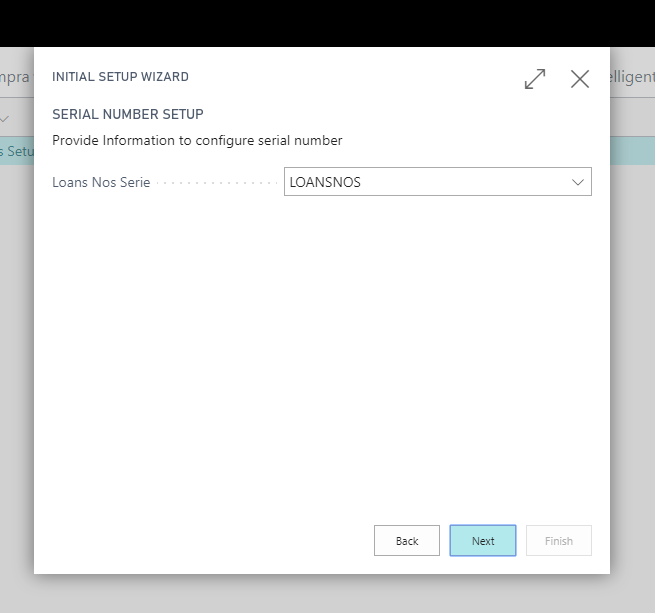 INITIAL SETUP WIZARD
SERIAL NUMBER SETUP
Provide Information to configure serial number
Loans Nos Serie
LOANSNOS
Back
Next
Finish